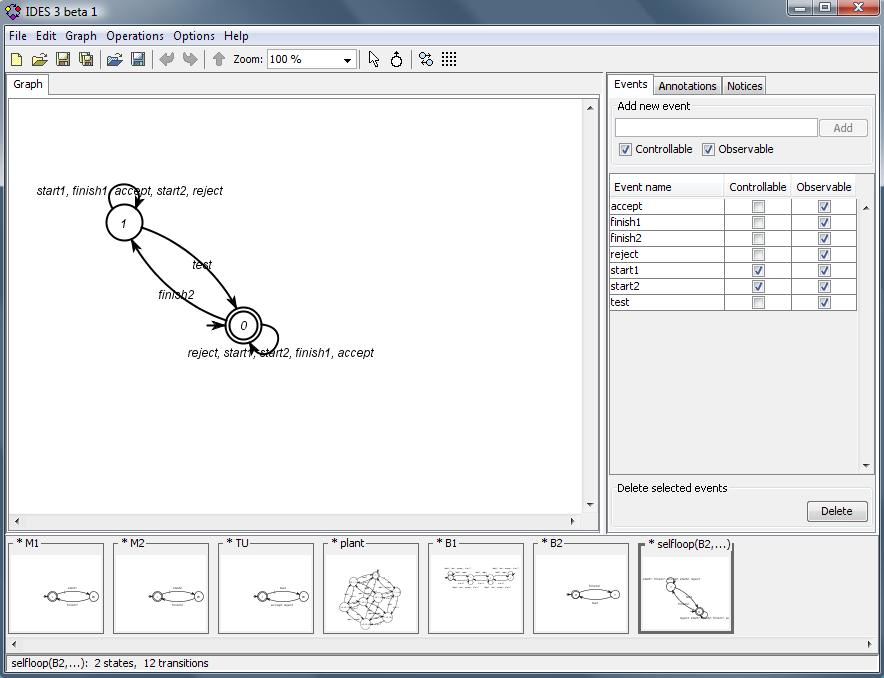 IDES 3 beta 1
File Edit Graph Operations Options Help
Zoom: 100 %
Graph
start1, finish1, accept, start2, reject
1
test
finish2
0
reject, start1, start2, finish1, accept
Events Annotations Notices
Add new event
Add
Controllable Observable
Event name Controllable Observable
accept
finish1
finish2
reject
start1
start2
test
Delete selected events
Delete
* M1 * M2 * TU * plant * B1 * B2 * selfloop(B2,...)
selfloop(B2,...): 2 states, 12 transitions